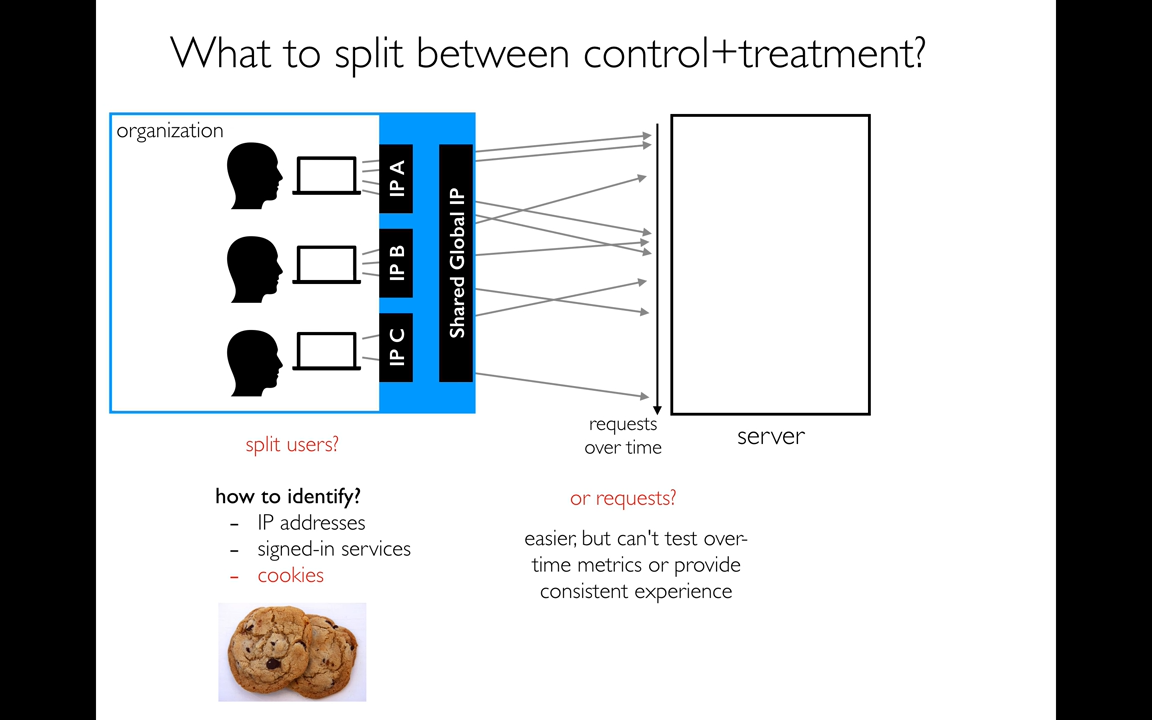 What to split between control+treatment?
organization
IP A
IP B
IP C
Shared Global IP
requests
over time
server
split users?
how to identify?
- IP addresses
- signed-in services
- cookies
or requests?
easier, but can't test over-
time metrics or provide
consistent experience